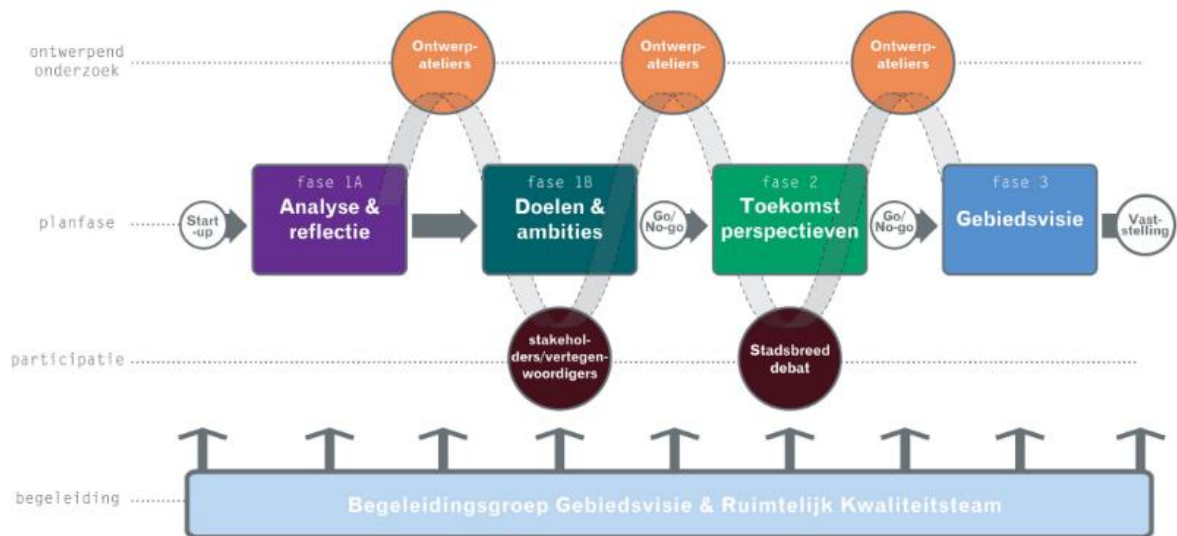 ontwerpend
onderzoek
Ontwerp-
ateliers
Ontwerp-
ateliers
Ontwerp-
ateliers
planfase
Start
-up
fase 1A
Analyse &
reflectie
fase 1B
Doelen &
ambities
Go/
No-go
fase 2
Toekomst
perspectieven
Go/
No-go
fase 3
Gebiedsvisie
Vast-
stelling
participatie
stakehol-
ders/vertegen-
woordigers
Stadsbreed
debat
begeleiding
Begeleidingsgroep Gebiedsvisie & Ruimtelijk Kwaliteitsteam